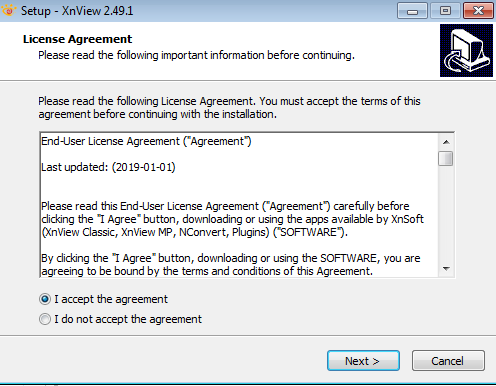 Setup - XnView 2.49.1
License Agreement
Please read the following important information before continuing.
Please read the following License Agreement. You must accept the terms of this
agreement before continuing with the installation.
End-User License Agreement ("Agreement")
Last updated: (2019-01-01)
Please read this End-User License Agreement ("Agreement") carefully before
clicking the "I Agree" button, downloading or using the apps available by XnSoft
(XnView Classic, XnView MP, NConvert, Plugins) ("SOFTWARE").
By clicking the "I Agree" button, downloading or using the SOFTWARE, you are
agreeing to be bound by the terms and conditions of this Agreement.
I accept the agreement
I do not accept the agreement
Next >
Cancel